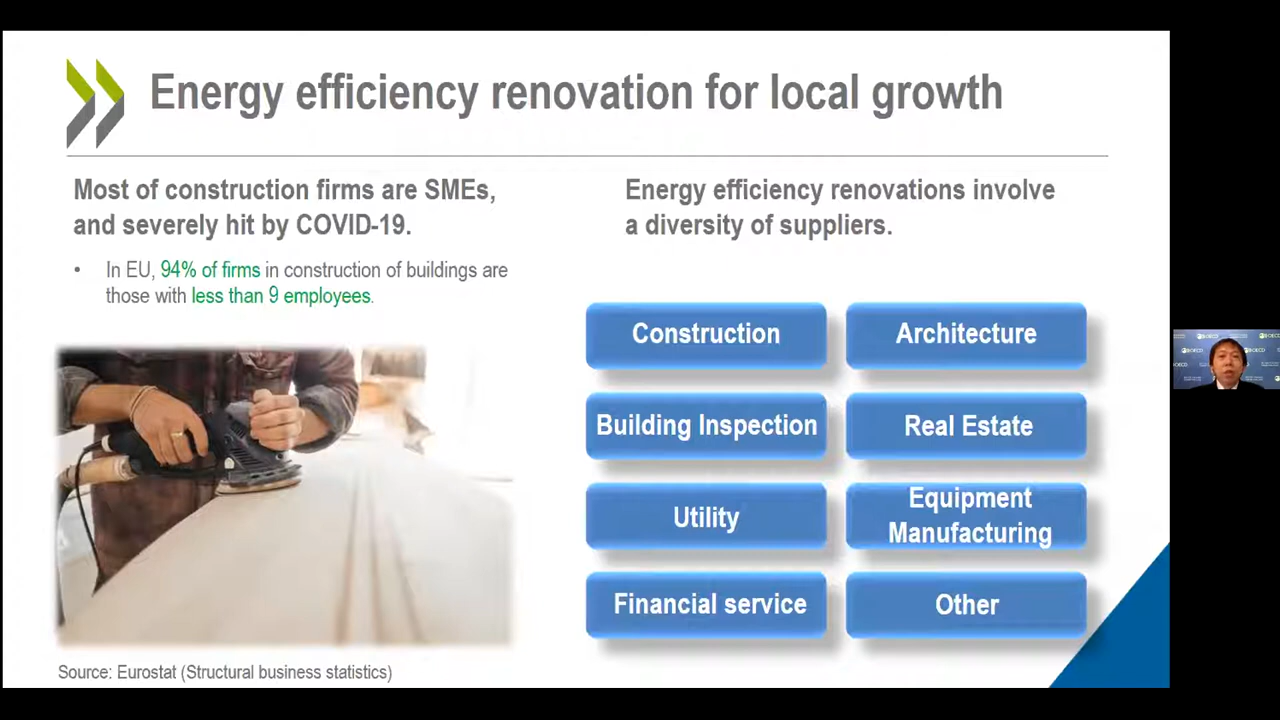 Energy efficiency renovation for local growth
Most of construction firms are SMEs,
and severely hit by COVID-19.
• In EU, 94% of firms in construction of buildings are
those with less than 9 employees.
Energy efficiency renovations involve
a diversity of suppliers.
Construction
Architecture
Building Inspection
Real Estate
Utility
Equipment
Manufacturing
Financial service
Other
Source: Eurostat (Structural business statistics)
OECD